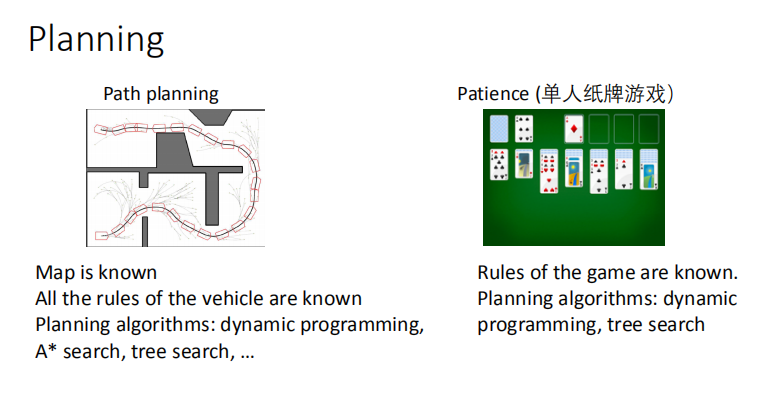 Planning
Path planning
Map is known
All the rules of the vehicle are known
Planning algorithms: dynamic programming,
A* search, tree search, …
Patience (单人纸牌游戏）
Rules of the game are known.
Planning algorithms: dynamic
programming, tree search